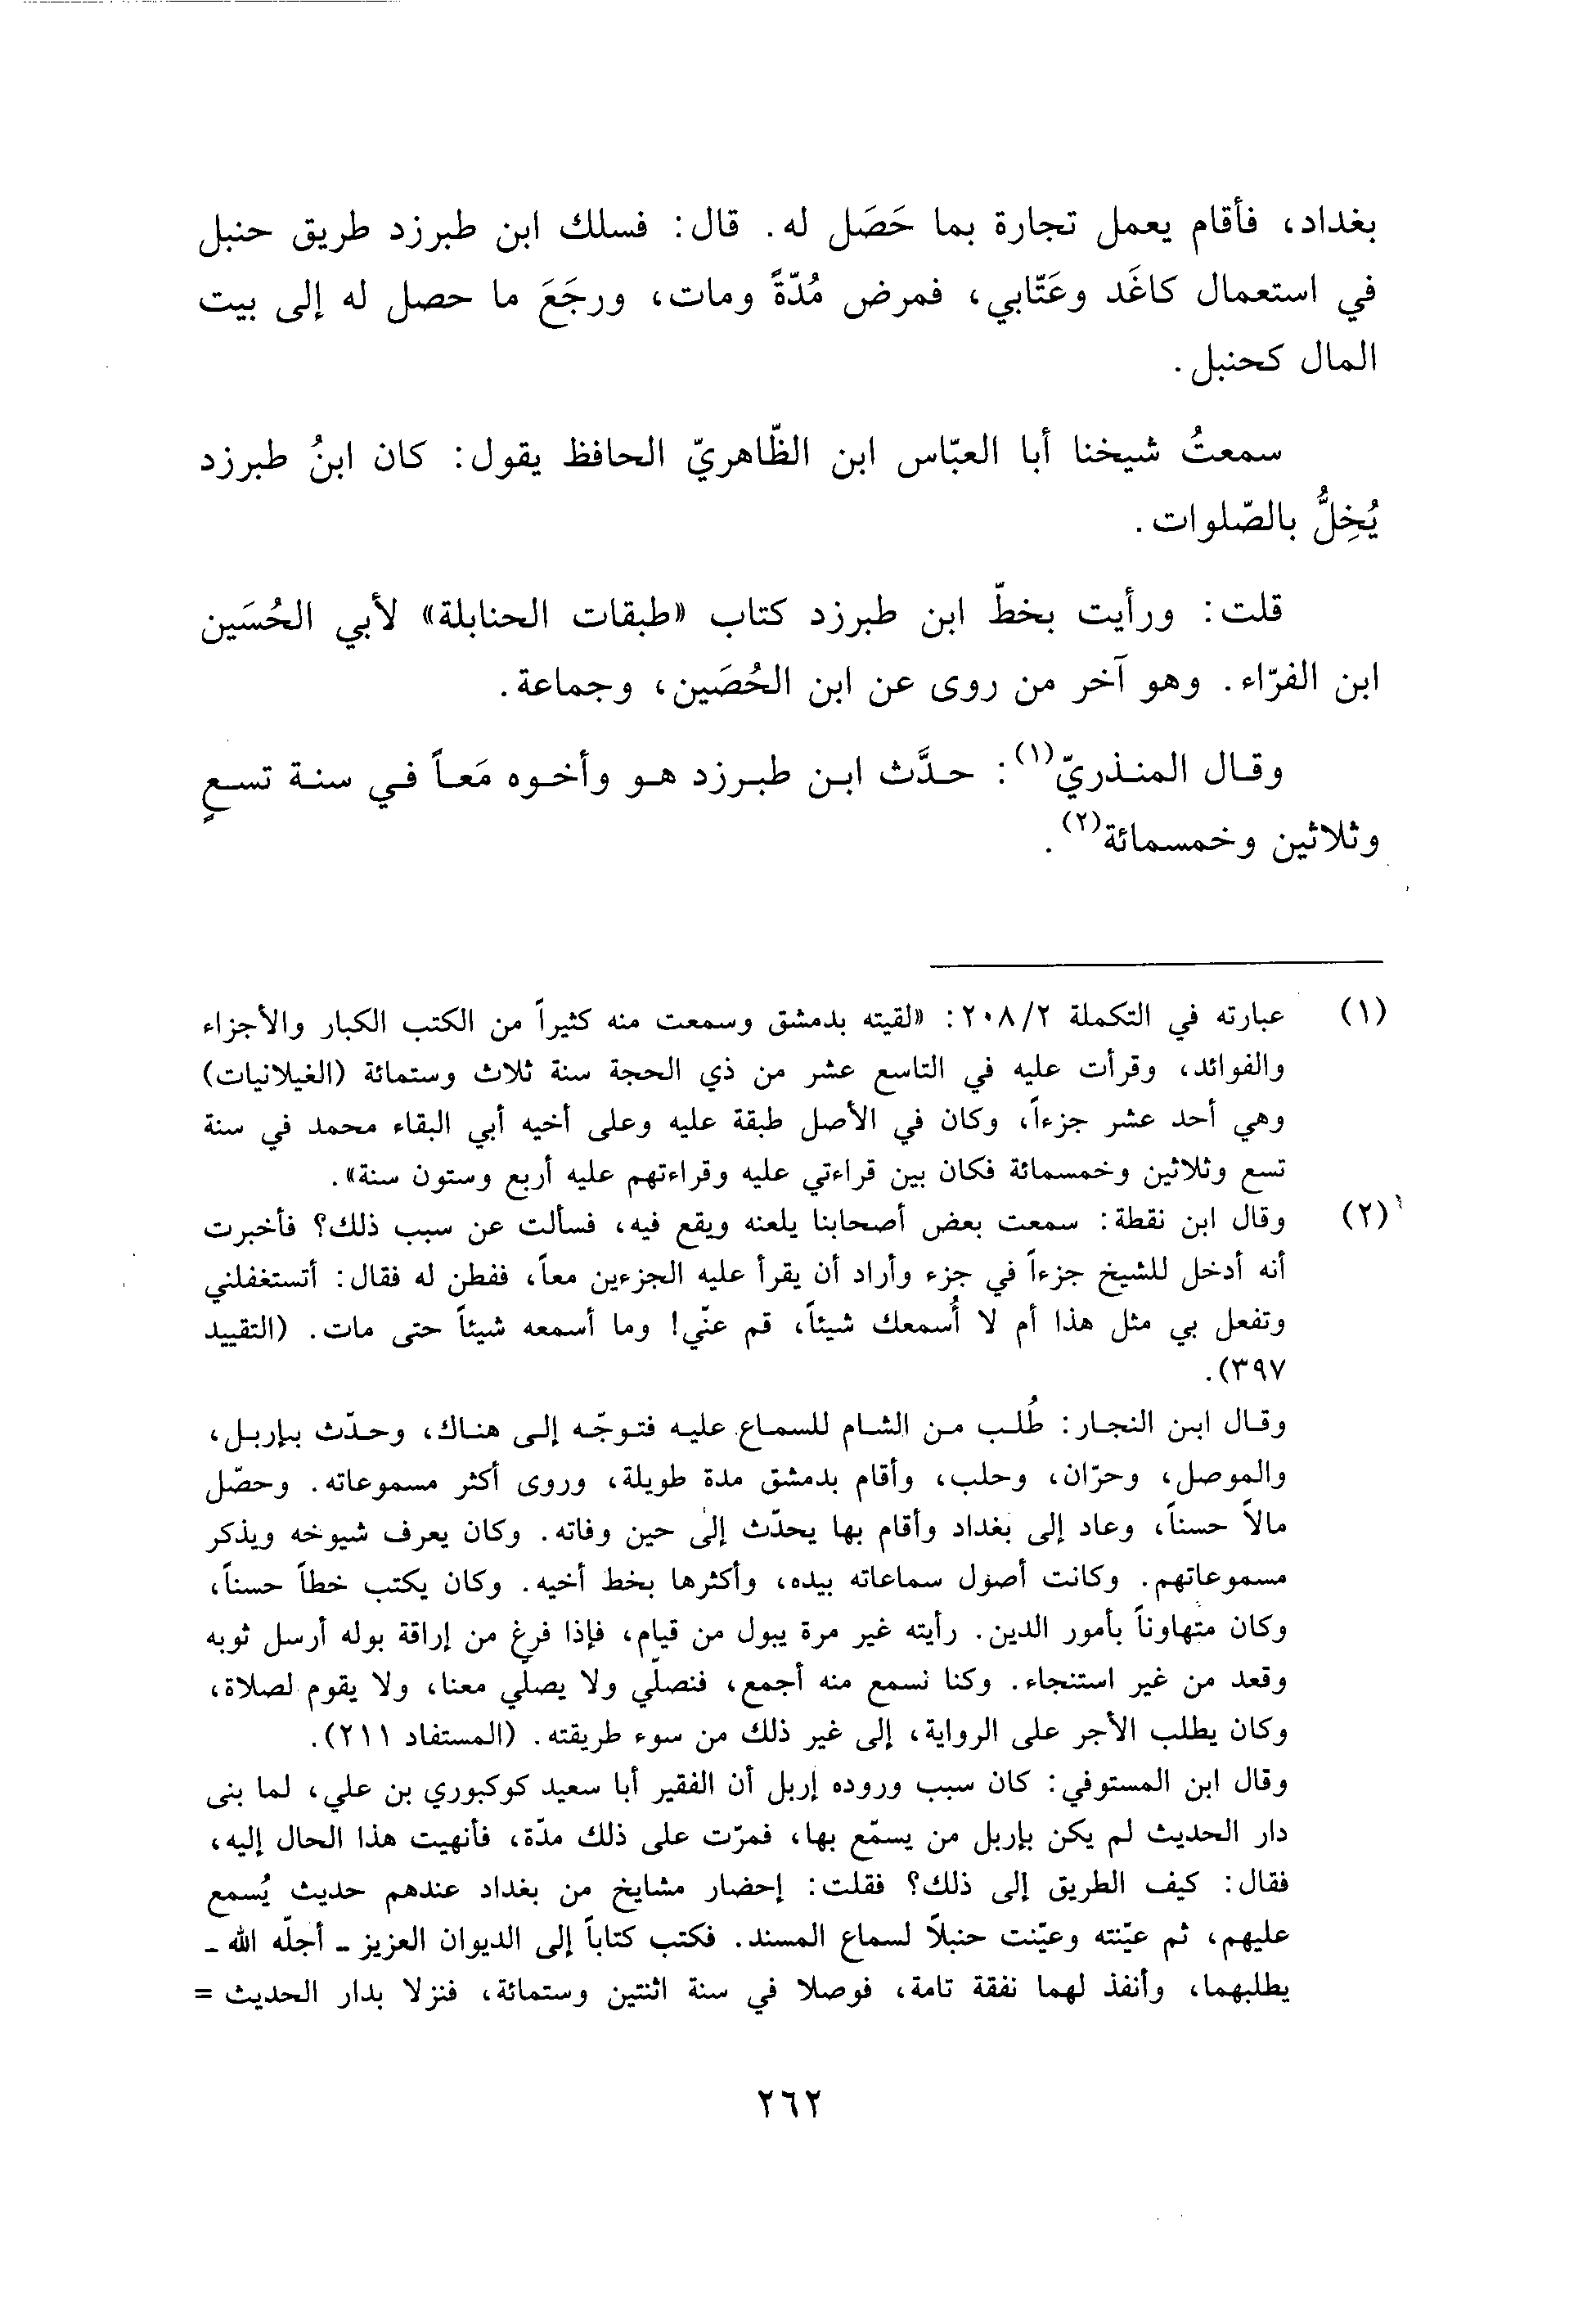 بغداد، فأقام يعمل تجارة بما حَصَل له. قال: فسلك ابن طبرزد طريق حنبل
في استعمال كاغَد وعَتّابي، فمرض مُدّةً ومات، ورجَعَ ما حصل له إلى بيت
المال كحنبل.
سمعتُ شيخنا أبا العبّاس ابن الظّاهريّ الحافظ يقول: كان ابنُ طبرزد
يُخِلُّ بالصّلوات.
قلت: ورأيت بخطّ ابن طبرزد كتاب «طبقات الحنابلة» لأبي الحُسَين
ابن الفرّاء. وهو آخر من روى عن ابن الحُصَين، وجماعة.
وقال المنذريّ(١): حدَّث ابن طبرزد هو وأخوه مَعاً في سنة تسعٍ
وثلاثين وخمسمائة(٢).
(١) عبارته في التكملة ٢٠٨/٢: «لقيته بدمشق وسمعت منه كثيراً من الكتب الكبار والأجزاء
والفوائد، وقرأت عليه في التاسع عشر من ذي الحجة سنة ثلاث وستمائة (الغيلانيات)
وهي أحد عشر جزءاً، وكان في الأصل طبقة عليه وعلى أخيه أبي البقاء محمد في سنة
تسع وثلاثين وخمسمائة فكان بين قراءتي عليه وقراءتهم عليه أربع وستون سنة».
(٢) وقال ابن نقطة: سمعت بعض أصحابنا يلعنه ويقع فيه، فسألت عن سبب ذلك؟ فأخبرت
أنه أدخل للشيخ جزءاً في جزء وأراد أن يقرأ عليه الجزءين معاً، ففطن له فقال: أتستغفلني
وتفعل بي مثل هذا أم لا أُسمعك شيئاً، قم عنّي! وما أسمعه شيئاً حتى مات. (التقييد
٣٩٧).
وقال ابن النجار: طُلب من الشام للسماع عليه فتوجّه إلى هناك، وحدّث بإربل،
والموصل، وحرّان، وحلب، وأقام بدمشق مدة طويلة، وروى أكثر مسموعاته. وحصّل
مالاً حسناً، وعاد إلى بغداد وأقام بها يحدّث إلى حين وفاته. وكان يعرف شيوخه ويذكر
مسموعاتهم. وكانت أصول سماعاته بيده، وأكثرها بخط أخيه. وكان يكتب خطاً حسناً،
وكان متهاوناً بأمور الدين. رأيته غير مرة يبول من قيام، فإذا فرغ من إراقة بوله أرسل ثوبه
وقعد من غير استنجاء. وكنا نسمع منه أجمع، فنصلّي ولا يصلّي معنا، ولا يقوم لصلاة،
وكان يطلب الأجر على الرواية، إلى غير ذلك من سوء طريقته. (المستفاد ٢١١).
وقال ابن المستوفي: كان سبب وروده إربل أن الفقير أبا سعيد كوكبوري بن علي، لما بنى
دار الحديث لم يكن بإربل من يسمّع بها، فمرّت على ذلك مدّة، فأنهيت هذا الحال إليه،
فقال: كيف الطريق إلى ذلك؟ فقلت: إحضار مشايخ من بغداد عندهم حديث يُسمع
عليهم، ثم عيّنته وعيّنت حنبلاً لسماع المسند. فكتب كتاباً إلى الديوان العزيز ـ أجلّه الله ـ
يطلبهما، وأنفذ لهما نفقة تامة، فوصلا في سنة اثنتين وستمائة، فنزلا بدار الحديث =
٢٦٢